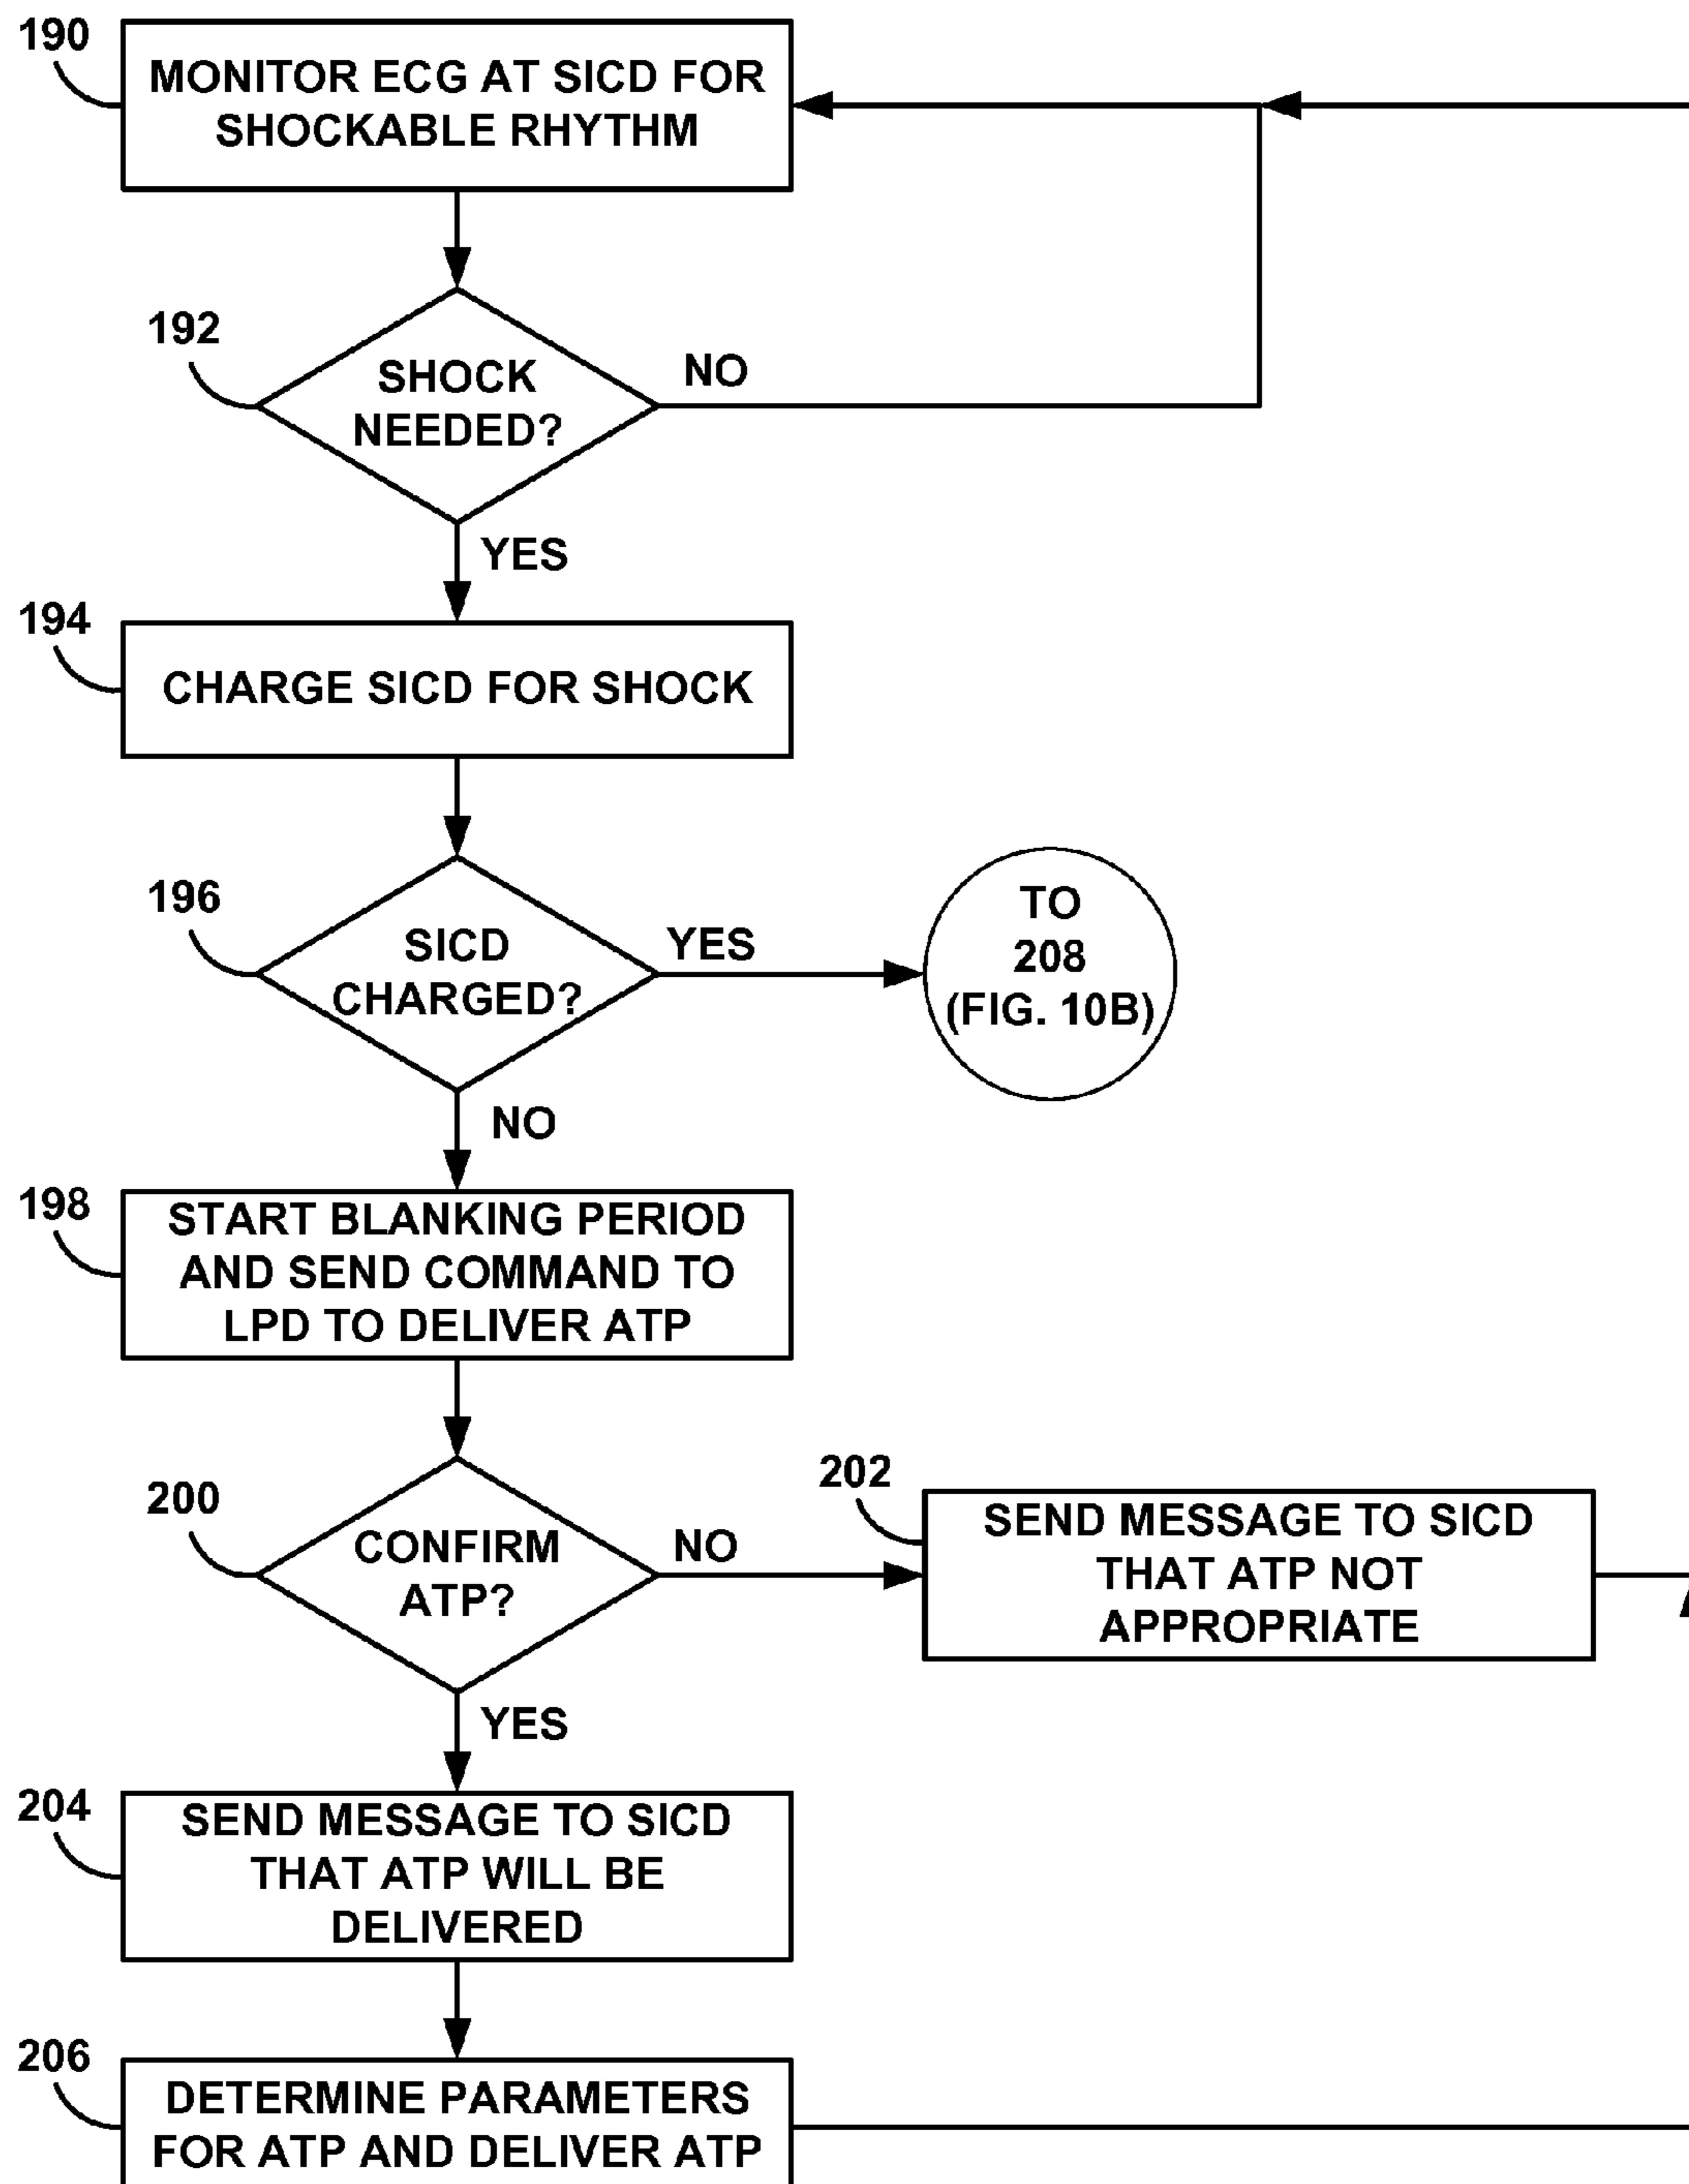 190
MONITOR ECG AT SICD FOR
SHOCKABLE RHYTHM
192
SHOCK
NEEDED?
NO
YES
194
CHARGE SICD FOR SHOCK
196
SICD
CHARGED?
YES
TO
208
(FIG. 10B)
NO
198
START BLANKING PERIOD
AND SEND COMMAND TO
LPD TO DELIVER ATP
200
CONFIRM
ATP?
NO
202
SEND MESSAGE TO SICD
THAT ATP NOT
APPROPRIATE
YES
204
SEND MESSAGE TO SICD
THAT ATP WILL BE
DELIVERED
206
DETERMINE PARAMETERS
FOR ATP AND DELIVER ATP